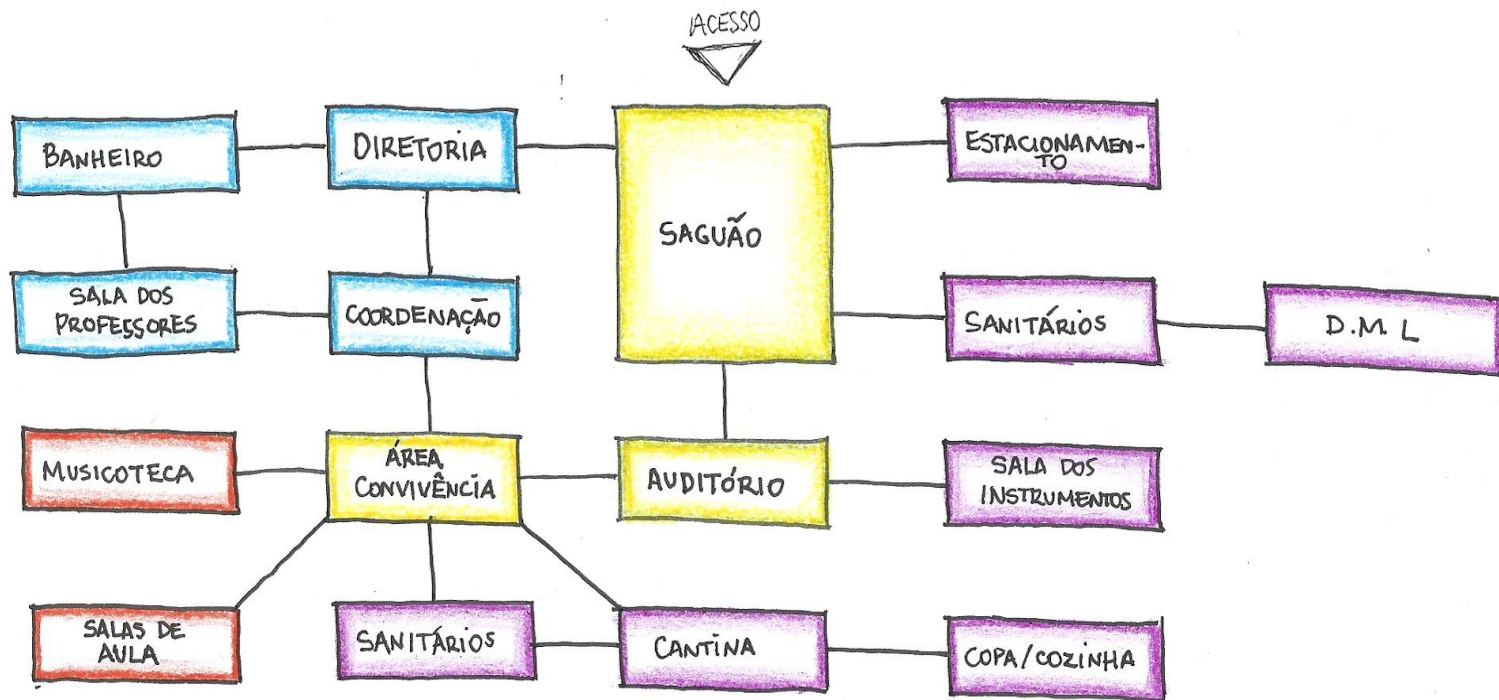 ACESSO
BANHEIRO
DIRETORIA
ESTACIONAMEN-
TO
SAGUÃO
SALA DOS
PROFESSORES
COORDENAÇÃO
SANITÁRIOS
D.M.L
MUSICOTECA
ÁREA
CONVIVÊNCIA
AUDITÓRIO
SALA DOS
INSTRUMENTOS
SALAS DE
AULA
SANITÁRIOS
CANTINA
COPA/COZINHA